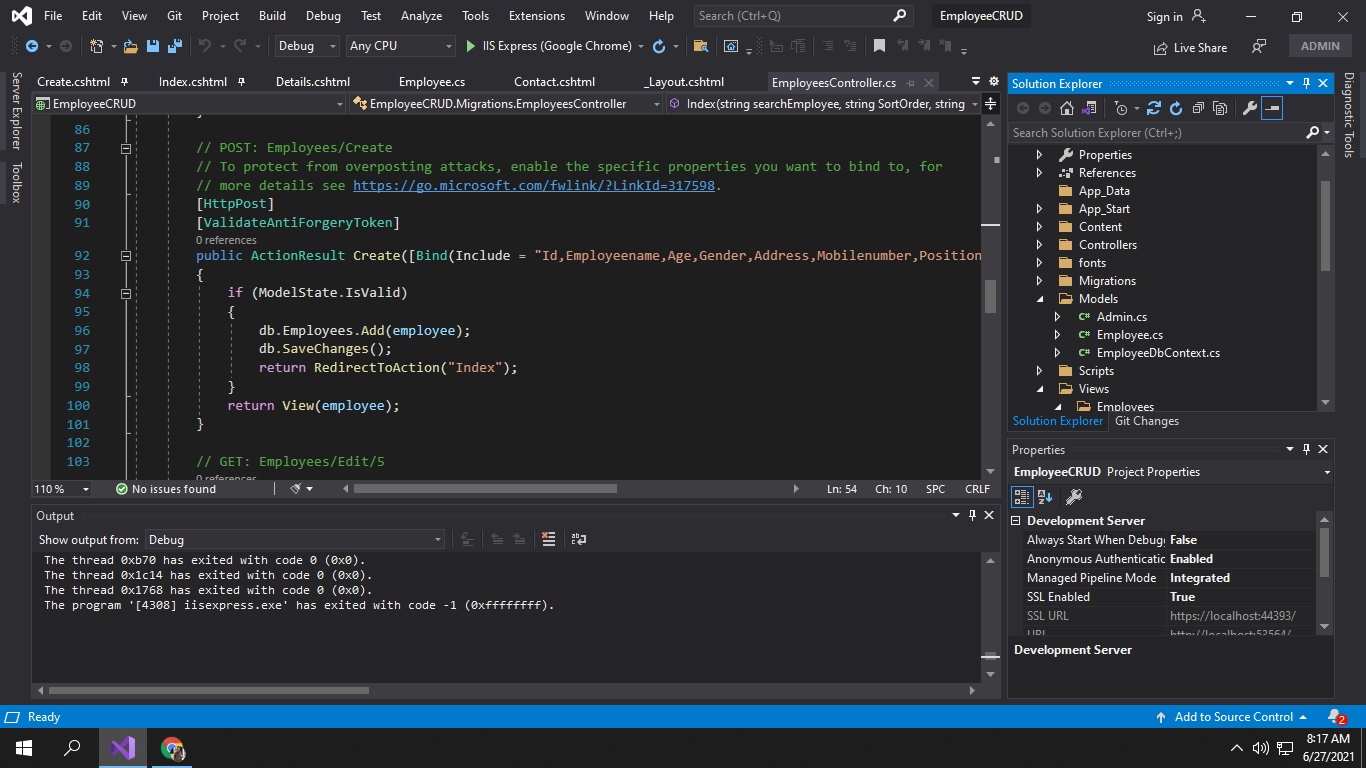 File Edit View Git Project Build Debug Test Analyze Tools Extensions Window Help Search (Ctrl+Q) EmployeeCRUD Sign in
Debug Any CPU IIS Express (Google Chrome) Live Share ADMIN
Server Explorer
Toolbox
Create.cshtml Index.cshtml Details.cshtml Employee.cs Contact.cshtml _Layout.cshtml EmployeesController.cs
EmployeeCRUD EmployeeCRUD.Migrations.EmployeesController Index(string searchEmployee, string SortOrder, string
86
87 // POST: Employees/Create
88 // To protect from overposting attacks, enable the specific properties you want to bind to, for
89 // more details see https://go.microsoft.com/fwlink/?LinkId=317598.
90 [HttpPost]
91 [ValidateAntiForgeryToken]
0 references
92 public ActionResult Create([Bind(Include = "Id,Employeename,Age,Gender,Address,Mobilenumber,Position
93 {
94 if (ModelState.IsValid)
95 {
96 db.Employees.Add(employee);
97 db.SaveChanges();
98 return RedirectToAction("Index");
99 }
100 return View(employee);
101 }
102
103 // GET: Employees/Edit/5
0 references
110 % No issues found Ln: 54 Ch: 10 SPC CRLF
Output
Show output from: Debug
The thread 0xb70 has exited with code 0 (0x0).
The thread 0x1c14 has exited with code 0 (0x0).
The thread 0x1768 has exited with code 0 (0x0).
The program '[4308] iisexpress.exe' has exited with code -1 (0xffffffff).
Solution Explorer
Search Solution Explorer (Ctrl+;)
Properties
References
App_Data
App_Start
Content
Controllers
fonts
Migrations
Models
C# Admin.cs
C# Employee.cs
C# EmployeeDbContext.cs
Scripts
Views
Employees
Solution Explorer Git Changes
Properties
EmployeeCRUD Project Properties
Development Server
Always Start When Debug False
Anonymous Authenticatic Enabled
Managed Pipeline Mode Integrated
SSL Enabled True
SSL URL https://localhost:44393/
URL http://localhost:53564/
Development Server
Diagnostic Tools
Ready Add to Source Control 2
8:17 AM
6/27/2021